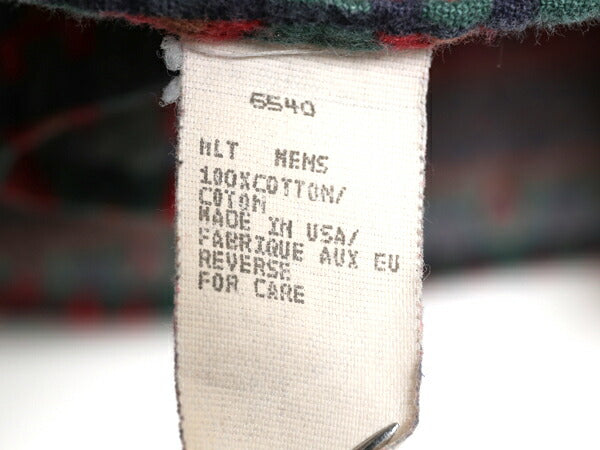 6540
MLT MENS
100%COTTON/
COTON
MADE IN USA/
FABRIQUE AUX EU
REVERSE
FOR CARE